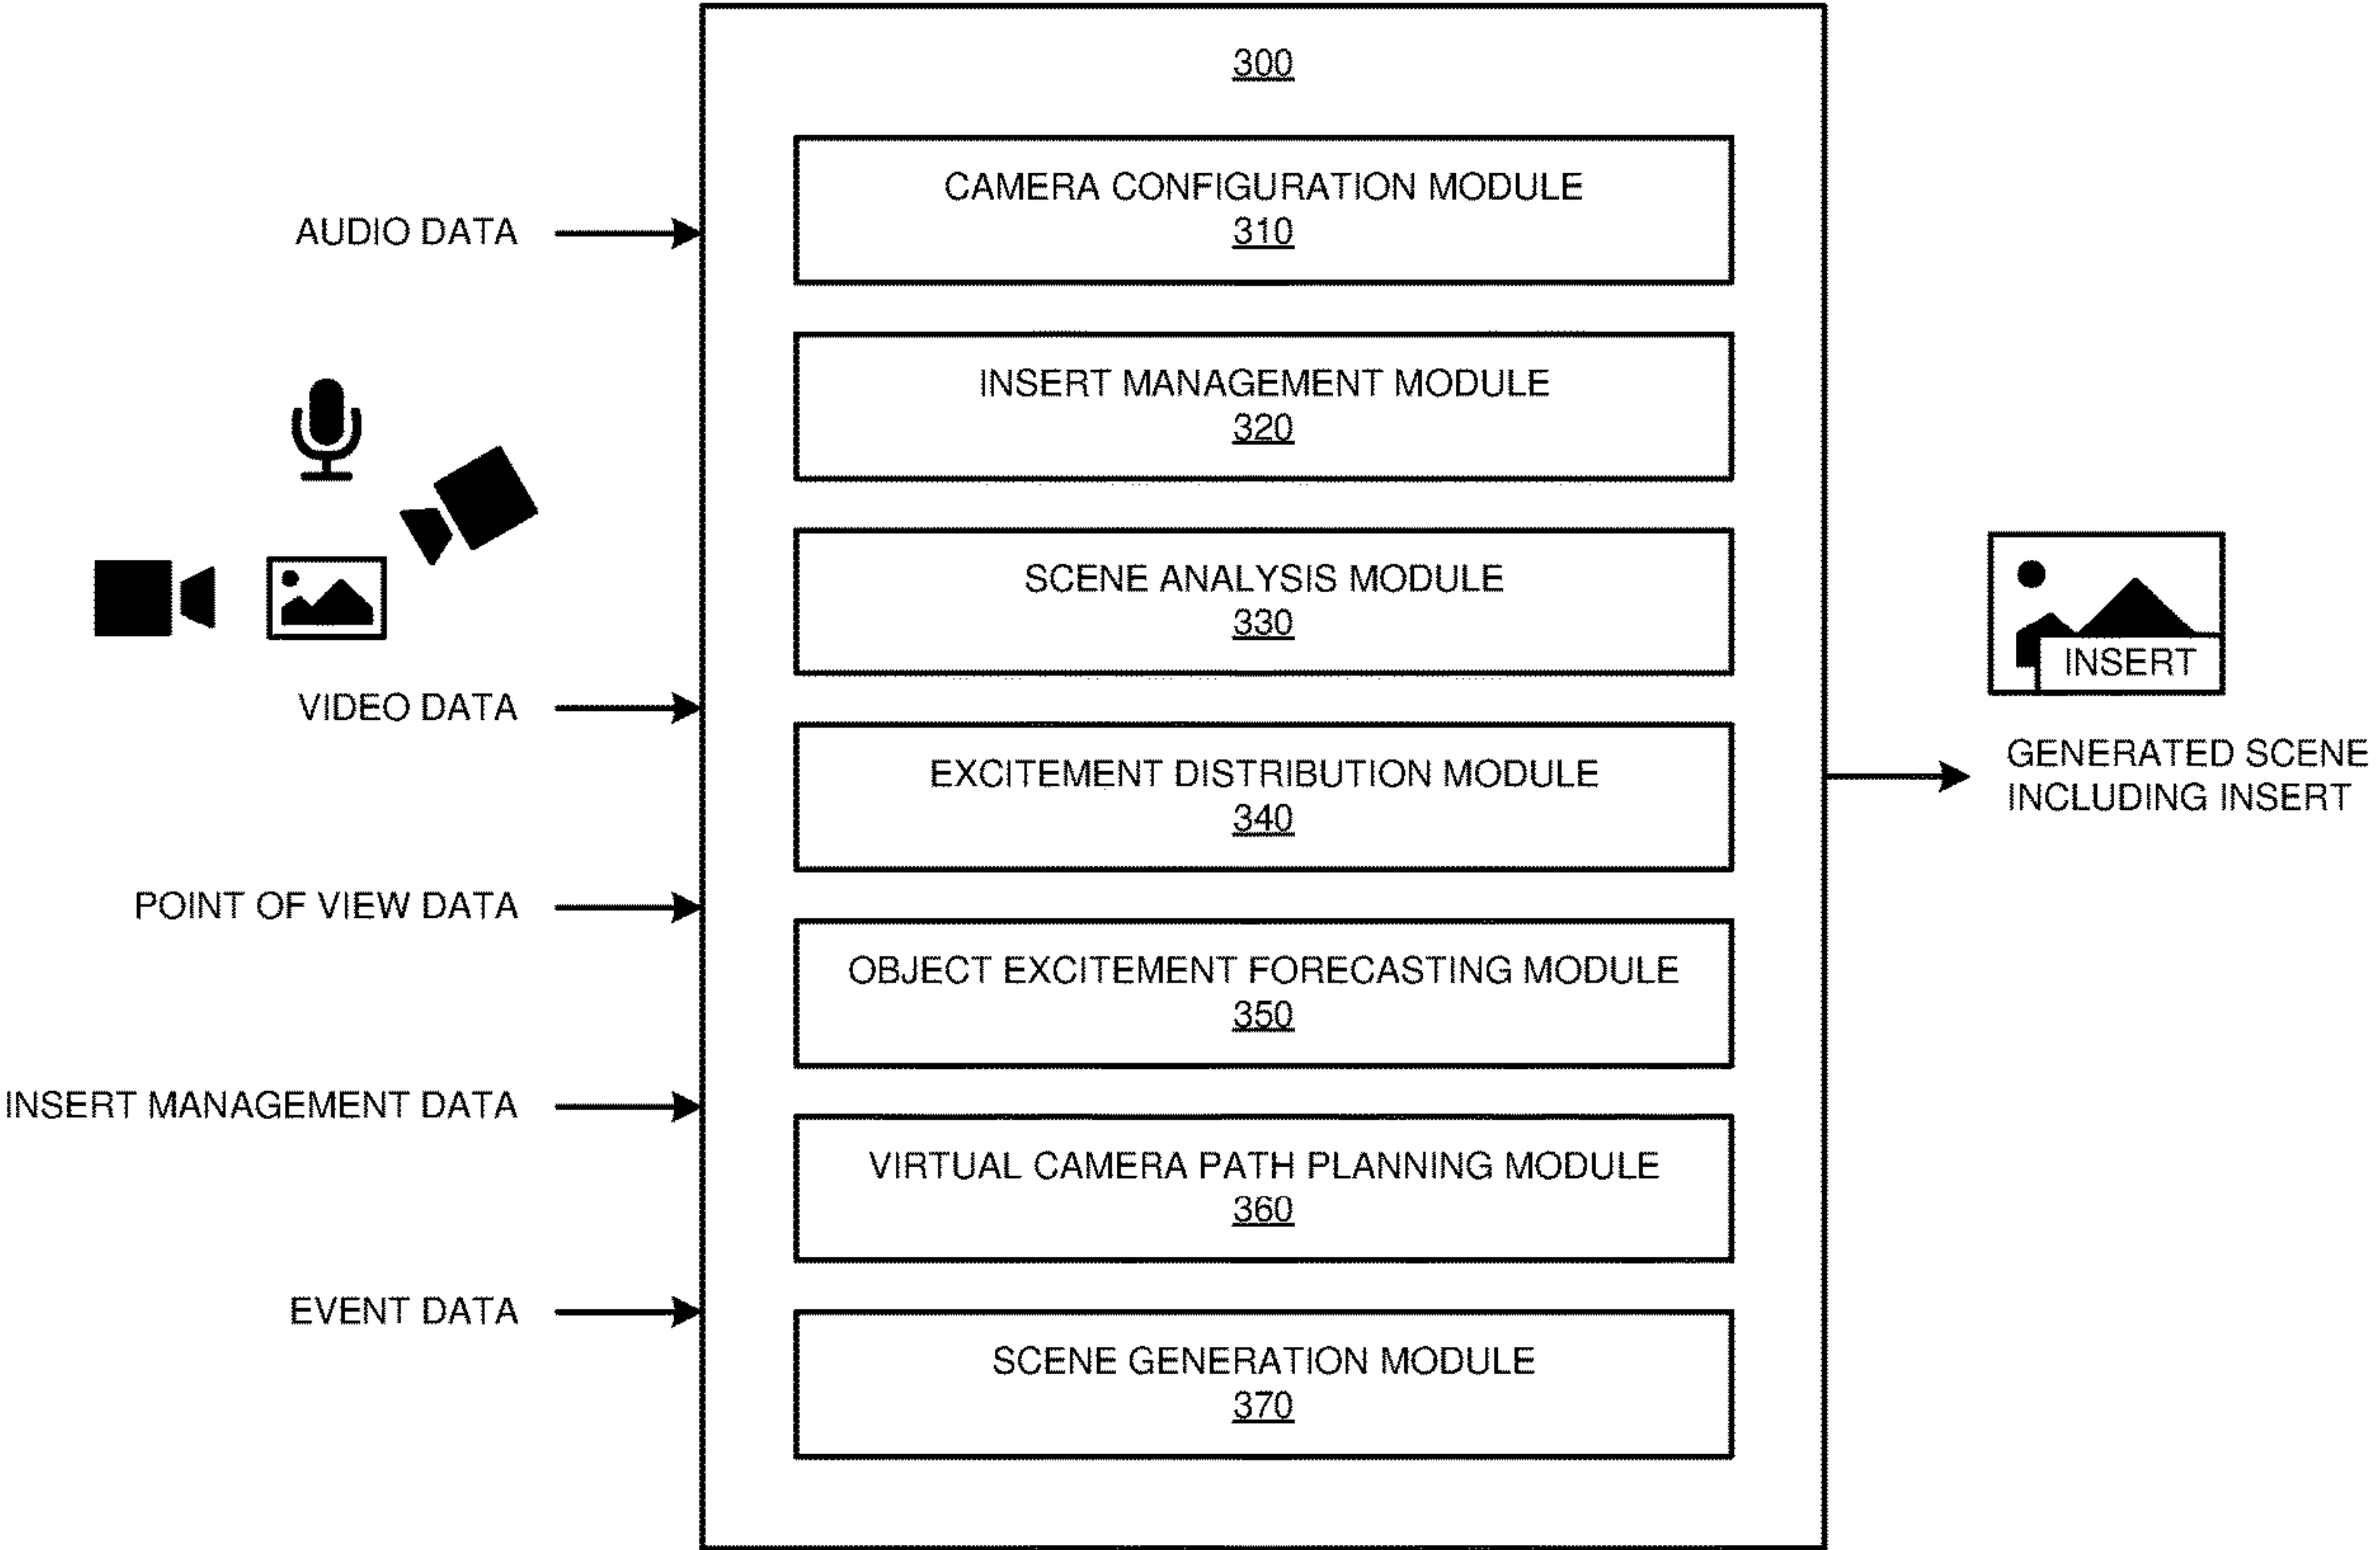 300
CAMERA CONFIGURATION MODULE
310
INSERT MANAGEMENT MODULE
320
SCENE ANALYSIS MODULE
330
EXCITEMENT DISTRIBUTION MODULE
340
OBJECT EXCITEMENT FORECASTING MODULE
350
VIRTUAL CAMERA PATH PLANNING MODULE
360
SCENE GENERATION MODULE
370
AUDIO DATA
VIDEO DATA
POINT OF VIEW DATA
INSERT MANAGEMENT DATA
EVENT DATA
INSERT
GENERATED SCENE
INCLUDING INSERT